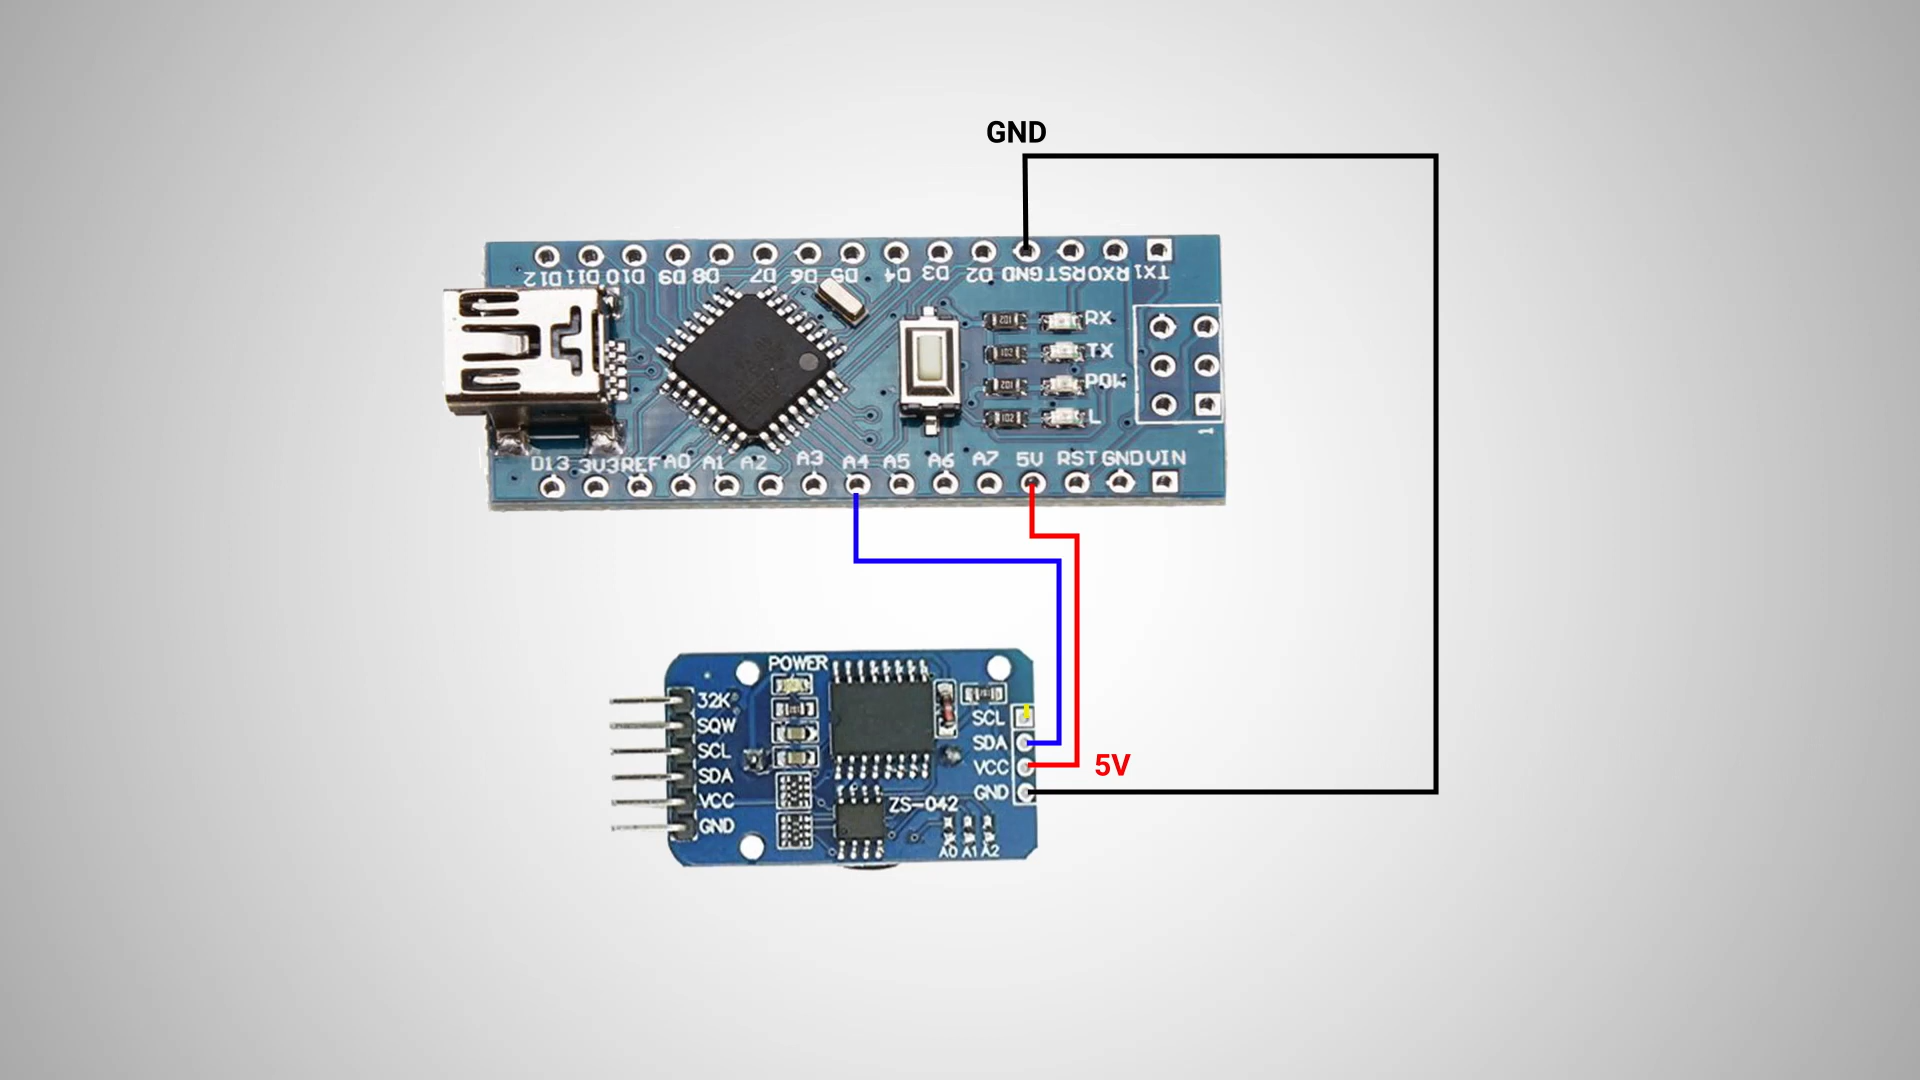 GND
D12 D11 D10 D9 D8 D7 D6 D5 D4 D3 D2 GND RST RX0 TX1
RX
TX
POW
L
1
D13 3V3 REF A0 A1 A2 A3 A4 A5 A6 A7 5V RST GND VIN
POWER
32K
SQW
SCL
SDA
VCC
GND
ZS-042
A0 A1 A2
SCL
SDA
VCC
GND
5V